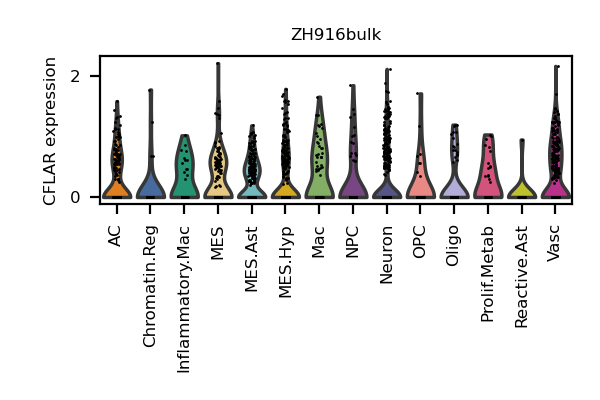 ZH916bulk
CFLAR expression
2
0
AC
Chromatin.Reg
Inflammatory.Mac
MES
MES.Ast
MES.Hyp
Mac
NPC
Neuron
OPC
Oligo
Prolif.Metab
Reactive.Ast
Vasc